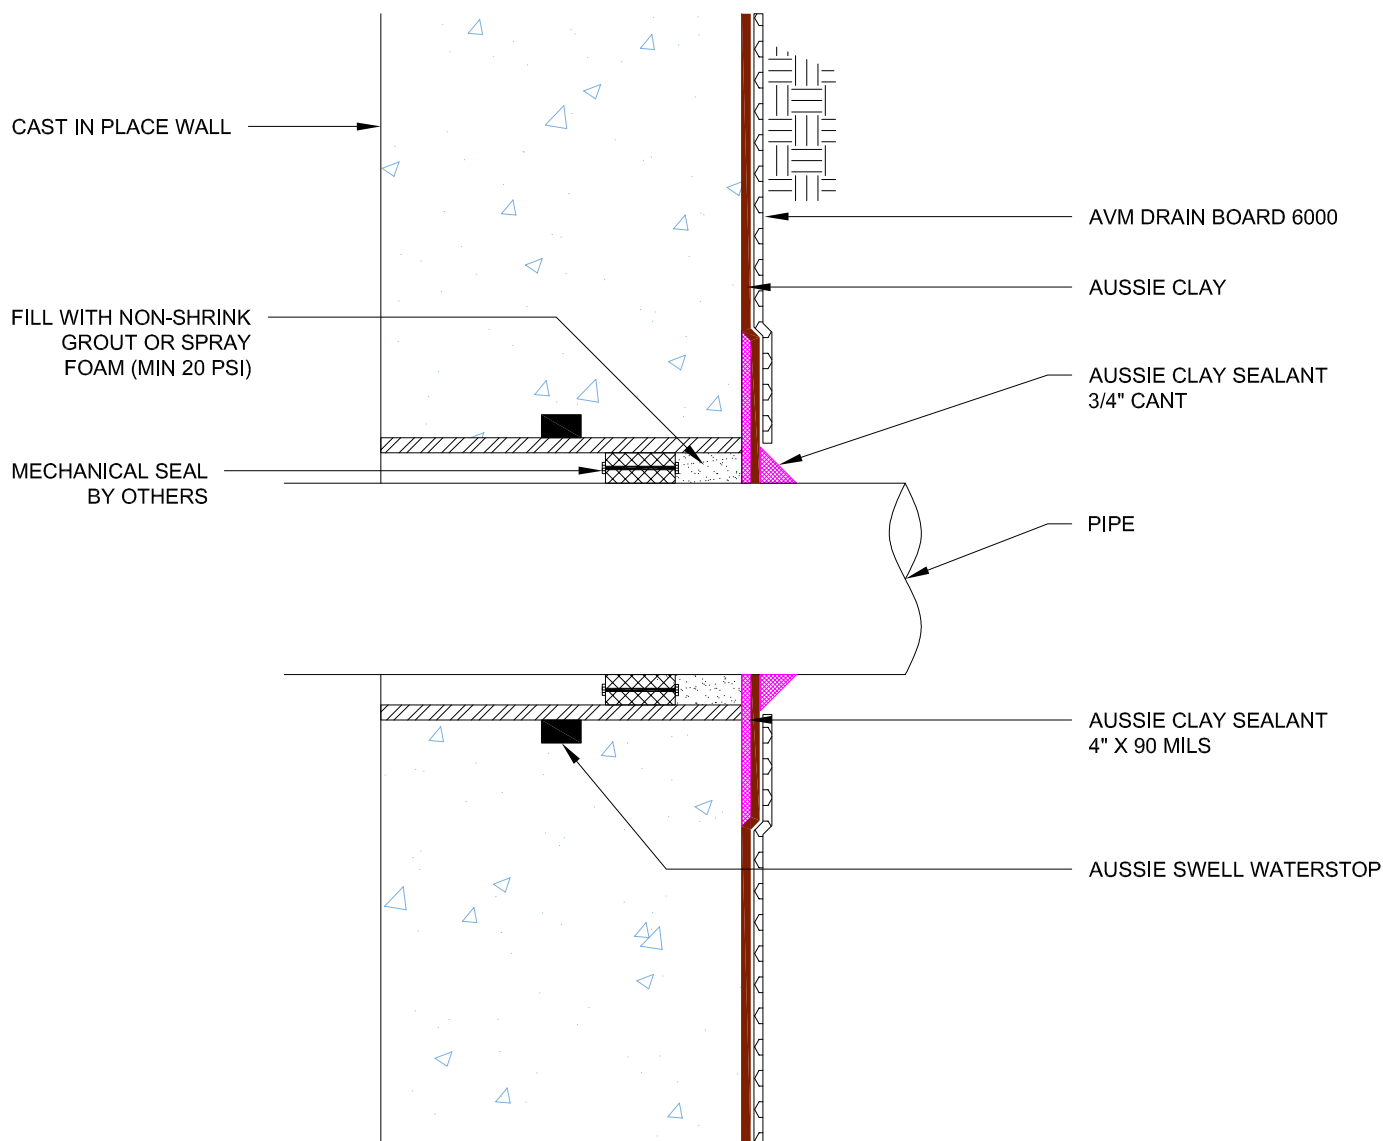 CAST IN PLACE WALL
FILL WITH NON-SHRINK
GROUT OR SPRAY
FOAM (MIN 20 PSI)
MECHANICAL SEAL
BY OTHERS
AVM DRAIN BOARD 6000
AUSSIE CLAY
AUSSIE CLAY SEALANT
3/4" CANT
PIPE
AUSSIE CLAY SEALANT
4" X 90 MILS
AUSSIE SWELL WATERSTOP